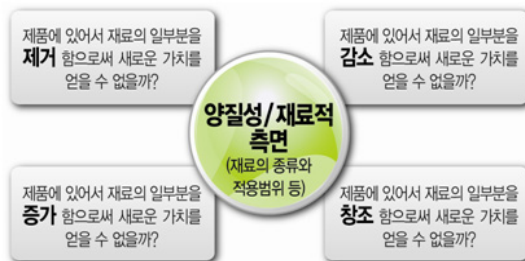 제품에 있어서 재료의 일부분을
제거 함으로써 새로운 가치를
얻을 수 없을까?
제품에 있어서 재료의 일부분을
감소 함으로써 새로운 가치를
얻을 수 없을까?
양질성/재료적
측면
(재료의 종류와
적용범위 등)
제품에 있어서 재료의 일부분을
증가 함으로써 새로운 가치를
얻을 수 없을까?
제품에 있어서 재료의 일부분을
창조 함으로써 새로운 가치를
얻을 수 없을까?